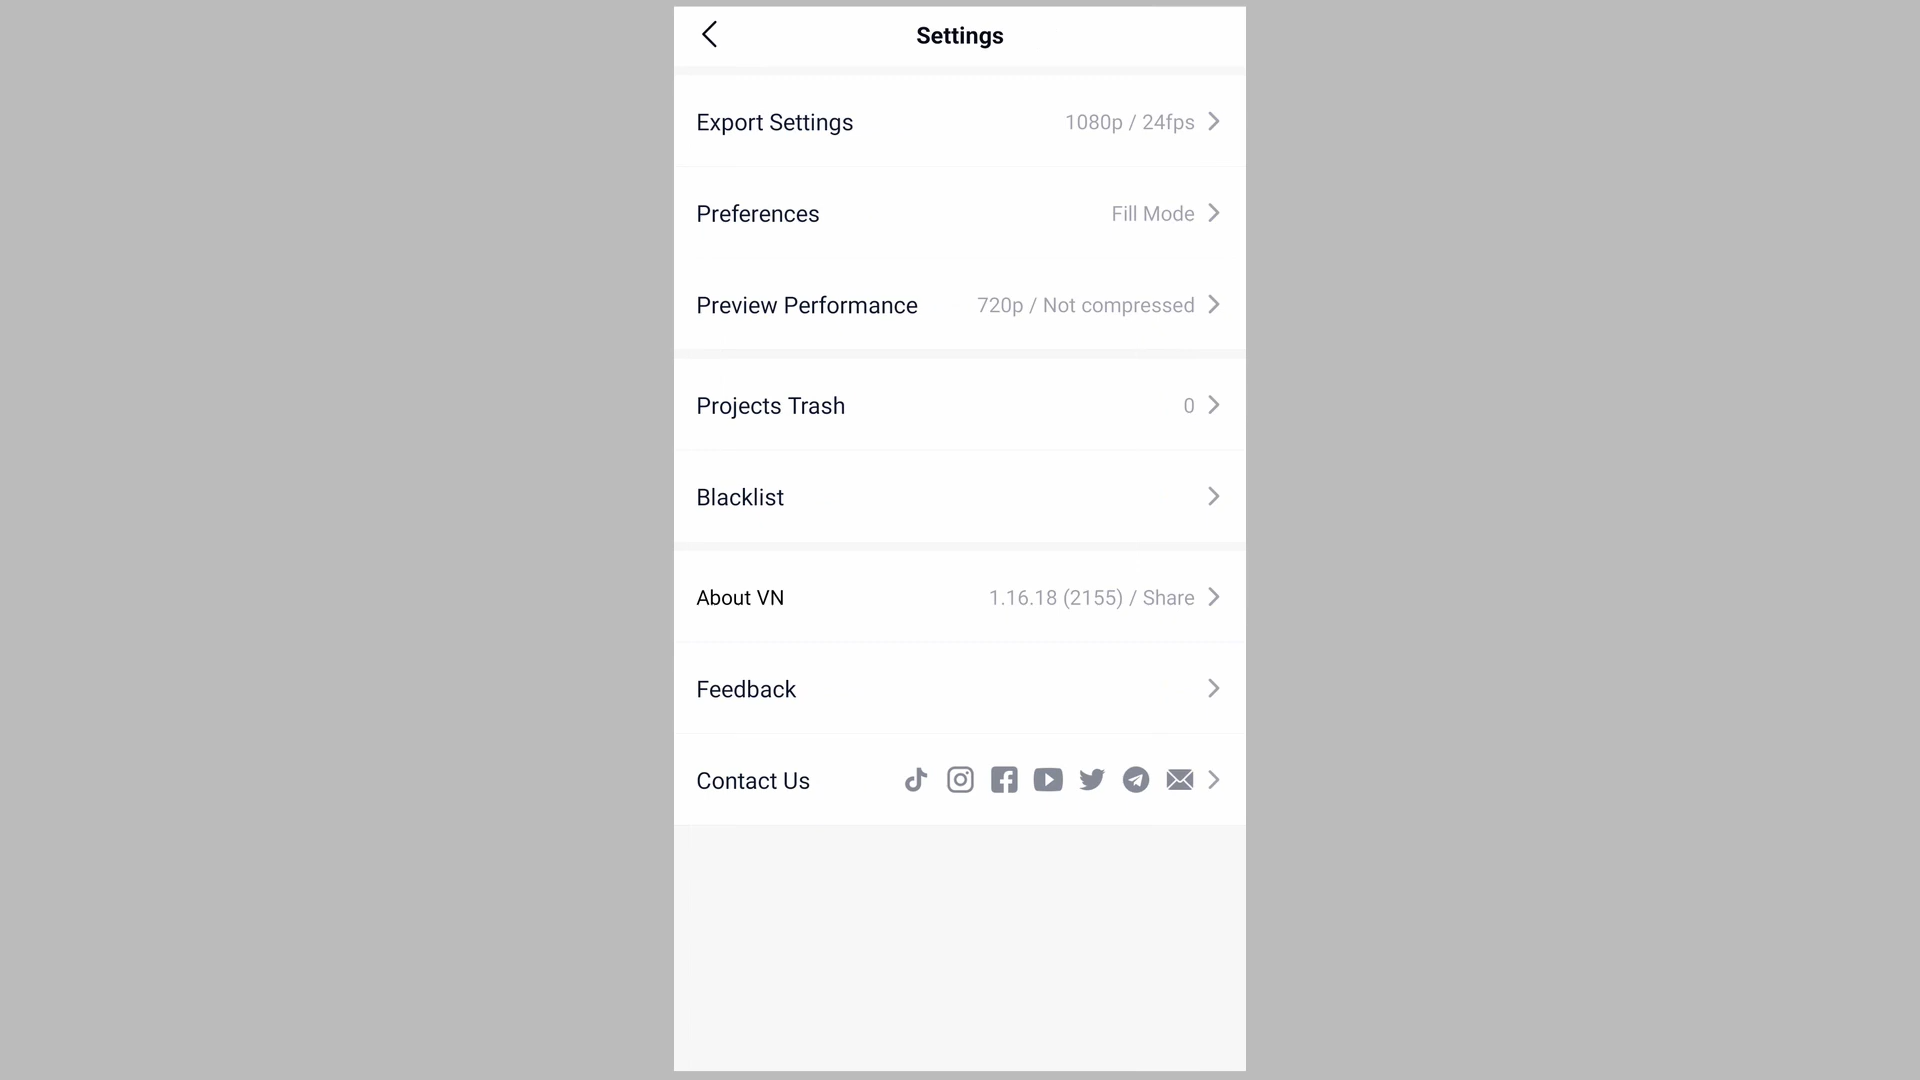 Settings
Export Settings 1080p / 24fps
Preferences Fill Mode
Preview Performance 720p / Not compressed
Projects Trash 0
Blacklist
About VN 1.16.18 (2155) / Share
Feedback
Contact Us